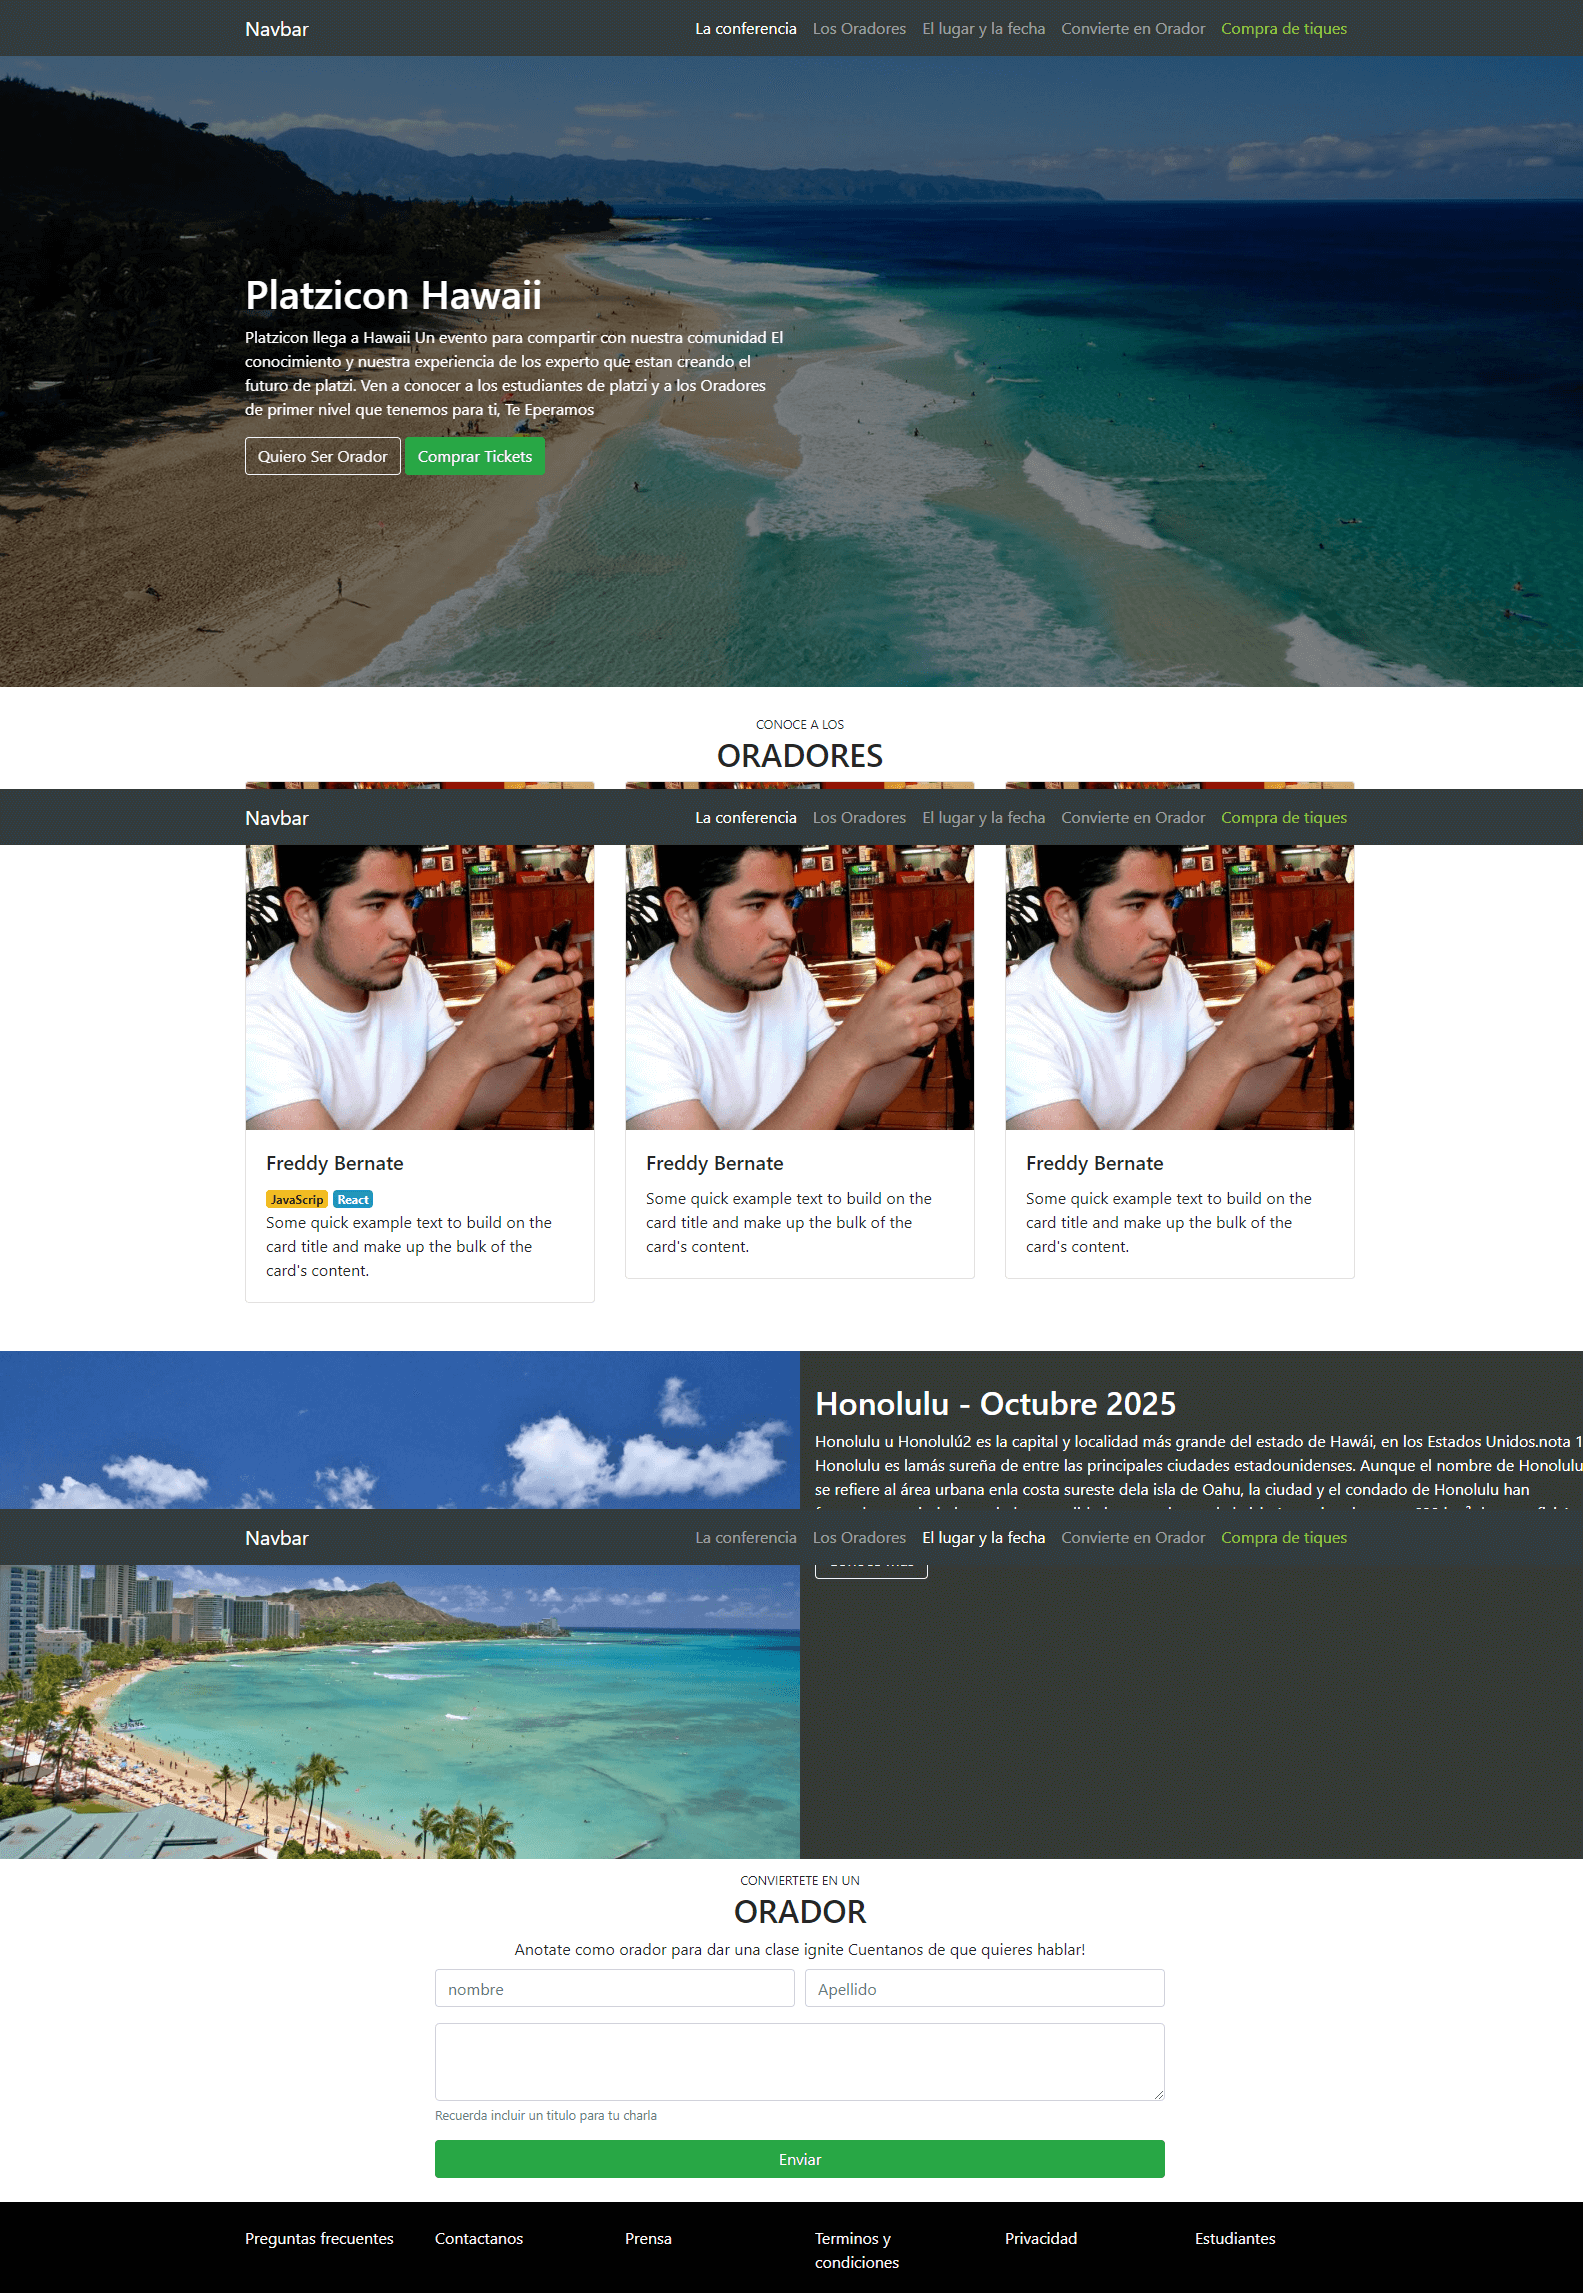 Navbar
La conferencia Los Oradores El lugar y la fecha Convierte en Orador Compra de tiques
Platzicon Hawaii
Platzicon llega a Hawaii Un evento para compartir con nuestra comunidad El
conocimiento y nuestra experiencia de los experto que estan creando el
futuro de platzi. Ven a conocer a los estudiantes de platzi y a los Oradores
de primer nivel que tenemos para ti, Te Eperamos
Quiero Ser Orador Comprar Tickets
CONOCE A LOS
ORADORES
Navbar
La conferencia Los Oradores El lugar y la fecha Convierte en Orador Compra de tiques
Freddy Bernate
JavaScrip React
Some quick example text to build on the
card title and make up the bulk of the
card's content.
Freddy Bernate
Some quick example text to build on the
card title and make up the bulk of the
card's content.
Freddy Bernate
Some quick example text to build on the
card title and make up the bulk of the
card's content.
Honolulu - Octubre 2025
Honolulu u Honolulú2 es la capital y localidad más grande del estado de Hawái, en los Estados Unidos.nota 1
Honolulu es lamás sureña de entre las principales ciudades estadounidenses. Aunque el nombre de Honolulu
se refiere al área urbana enla costa sureste dela isla de Oahu, la ciudad y el condado de Honolulu han
Navbar
La conferencia Los Oradores El lugar y la fecha Convierte en Orador Compra de tiques
CONVIERTETE EN UN
ORADOR
Anotate como orador para dar una clase ignite Cuentanos de que quieres hablar!
nombre
Apellido
Recuerda incluir un titulo para tu charla
Enviar
Preguntas frecuentes
Contactanos
Prensa
Terminos y
condiciones
Privacidad
Estudiantes